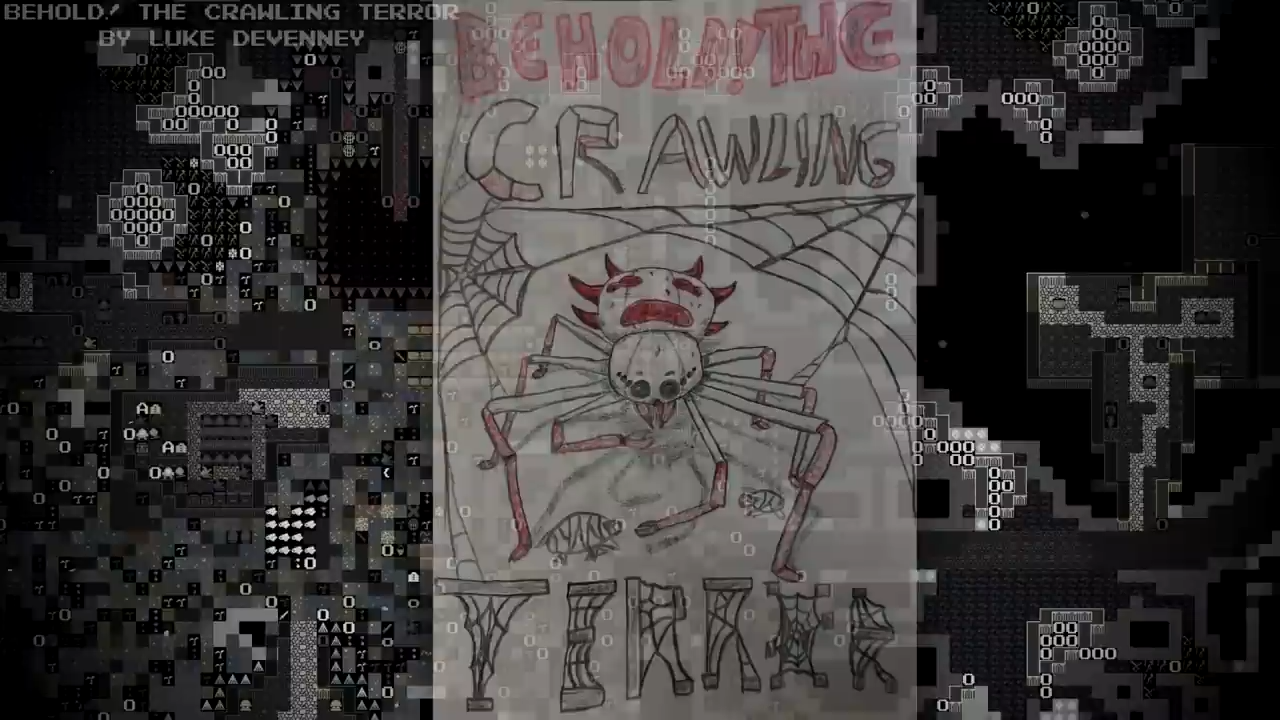 BEHOLD! THE CRAWLING TERROR
BY LUKE DEVENNEY
BEHOLD! THE
CRAWLING
TERROR